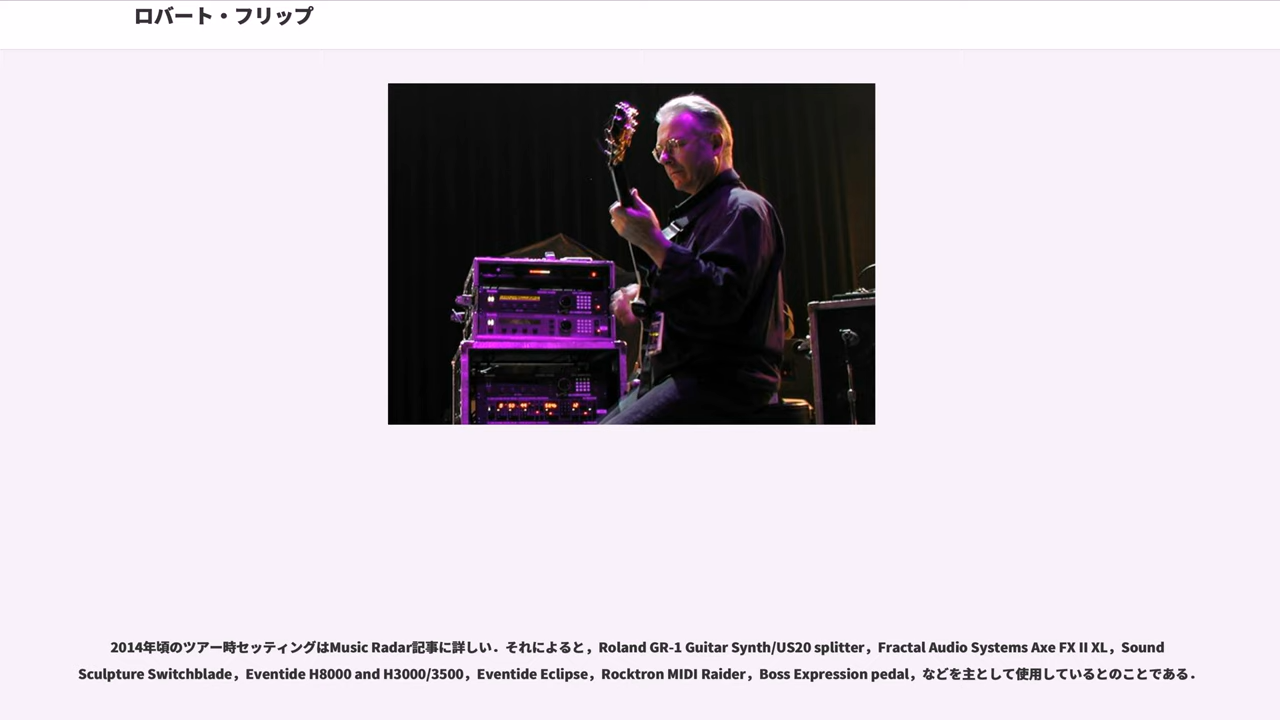 ロバート・フリップ
2014年頃のツアー時セッティングはMusic Radar記事に詳しい．それによると，Roland GR-1 Guitar Synth/US20 splitter，Fractal Audio Systems Axe FX II XL，Sound
Sculpture Switchblade，Eventide H8000 and H3000/3500，Eventide Eclipse，Rocktron MIDI Raider，Boss Expression pedal，などを主として使用しているとのことである．